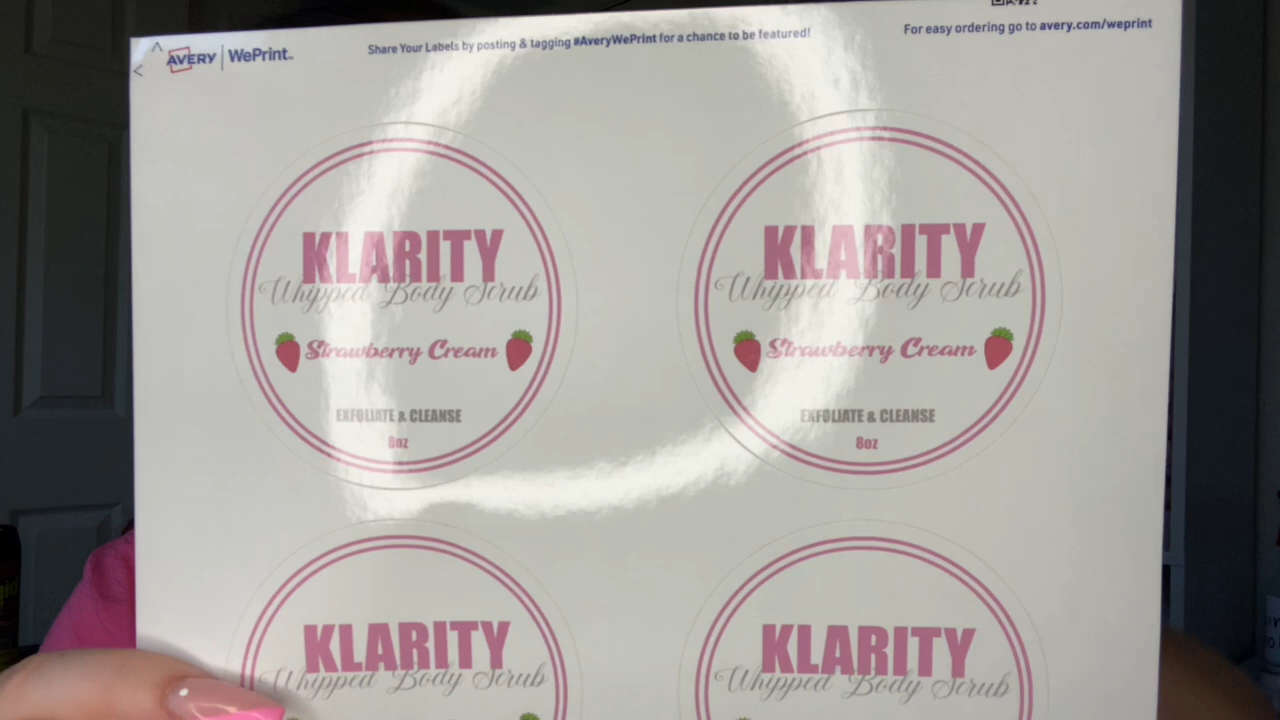 AVERY WePrint™
Share Your Labels by posting & tagging #AveryWePrint for a chance to be featured!
For easy ordering go to avery.com/weprint
KLARITY
Whipped Body Scrub
Strawberry Cream
EXFOLIATE & CLEANSE
8oz
KLARITY
Whipped Body Scrub
Strawberry Cream
EXFOLIATE & CLEANSE
8oz
KLARITY
Whipped Body Scrub
KLARITY
Whipped Body Scrub